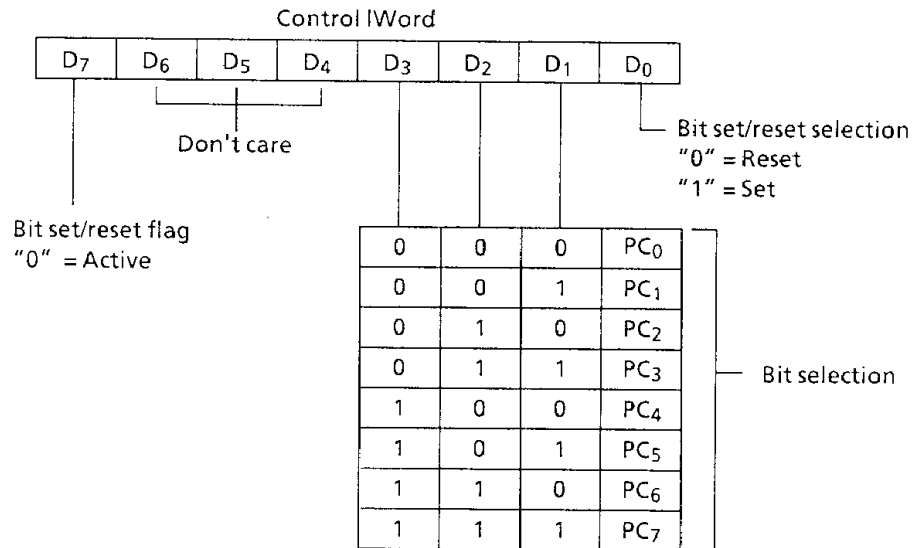 Control lWord
D7 D6 D5 D4 D3 D2 D1 D0
Don't care
Bit set/reset selection
"0" = Reset
"1" = Set
Bit set/reset flag
"0" = Active
0 0 0 PC0
0 0 1 PC1
0 1 0 PC2
0 1 1 PC3
1 0 0 PC4
1 0 1 PC5
1 1 0 PC6
1 1 1 PC7
Bit selection